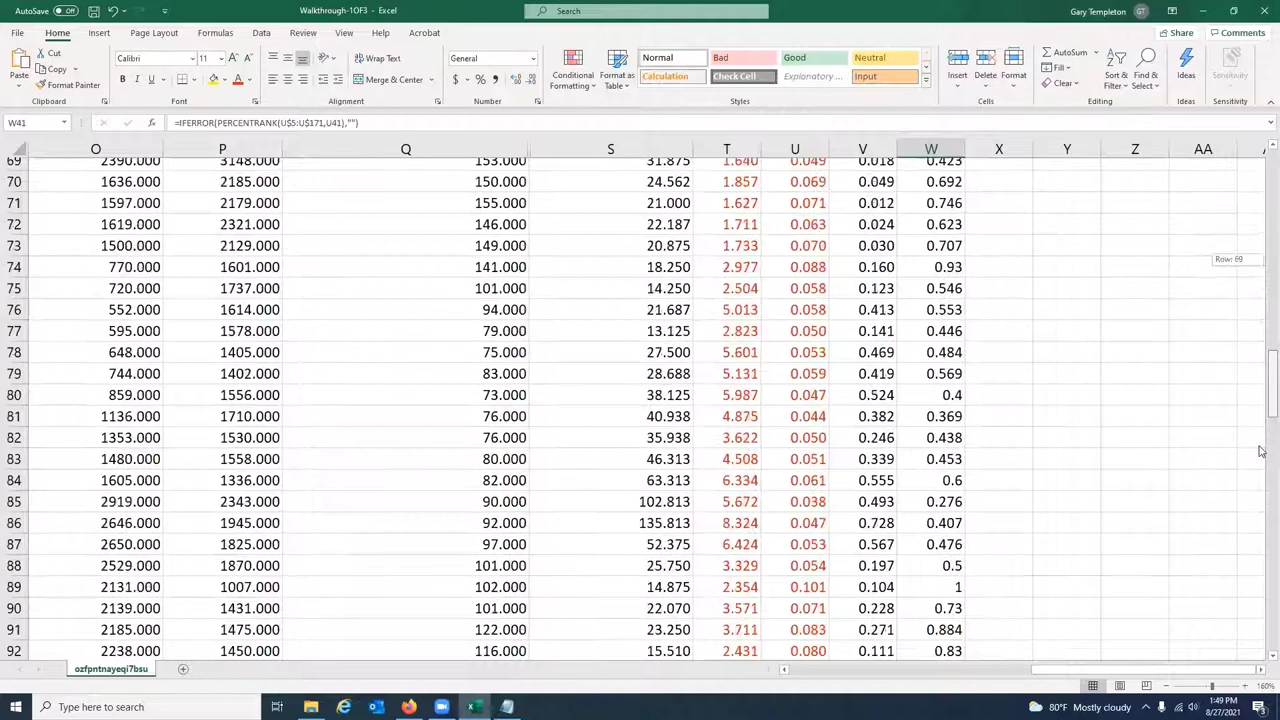 AutoSave Off Walkthrough-1OF3 - Excel Search Gary Templeton GT
File Home Insert Page Layout Formulas Data Review View Help Acrobat Share Comments
Paste Cut Copy Format Painter Calibri 11 B I U Wrap Text Merge & Center General $ % Conditional Formatting Format as Table Normal Bad Good Neutral Calculation Check Cell Explanatory ... Input Insert Delete Format AutoSum Fill Clear Sort & Filter Find & Select Ideas Sensitivity
Clipboard Font Alignment Number Styles Cells Editing Ideas Sensitivity
W41 fx =IFERROR(PERCENTRANK(U$5:U$171,U41),"")
O P Q S T U V W X Y Z AA
69 2390.000 3148.000 153.000 31.875 1.640 0.049 0.018 0.423
70 1636.000 2185.000 150.000 24.562 1.857 0.069 0.049 0.692
71 1597.000 2179.000 155.000 21.000 1.627 0.071 0.012 0.746
72 1619.000 2321.000 146.000 22.187 1.711 0.063 0.024 0.623
73 1500.000 2129.000 149.000 20.875 1.733 0.070 0.030 0.707
74 770.000 1601.000 141.000 18.250 2.977 0.088 0.160 0.93
Row: 69
75 720.000 1737.000 101.000 14.250 2.504 0.058 0.123 0.546
76 552.000 1614.000 94.000 21.687 5.013 0.058 0.413 0.553
77 595.000 1578.000 79.000 13.125 2.823 0.050 0.141 0.446
78 648.000 1405.000 75.000 27.500 5.601 0.053 0.469 0.484
79 744.000 1402.000 83.000 28.688 5.131 0.059 0.419 0.569
80 859.000 1556.000 73.000 38.125 5.987 0.047 0.524 0.4
81 1136.000 1710.000 76.000 40.938 4.875 0.044 0.382 0.369
82 1353.000 1530.000 76.000 35.938 3.622 0.050 0.246 0.438
83 1480.000 1558.000 80.000 46.313 4.508 0.051 0.339 0.453
84 1605.000 1336.000 82.000 63.313 6.334 0.061 0.555 0.6
85 2919.000 2343.000 90.000 102.813 5.672 0.038 0.493 0.276
86 2646.000 1945.000 92.000 135.813 8.324 0.047 0.728 0.407
87 2650.000 1825.000 97.000 52.375 6.424 0.053 0.567 0.476
88 2529.000 1870.000 101.000 25.750 3.329 0.054 0.197 0.5
89 2131.000 1007.000 102.000 14.875 2.354 0.101 0.104 1
90 2139.000 1431.000 101.000 22.070 3.571 0.071 0.228 0.73
91 2185.000 1475.000 122.000 23.250 3.711 0.083 0.271 0.884
92 2238.000 1450.000 116.000 15.510 2.431 0.080 0.111 0.83
ozfpntnayeqi7bsu
160%
Type here to search 80°F Mostly cloudy 1:49 PM
8/27/2021